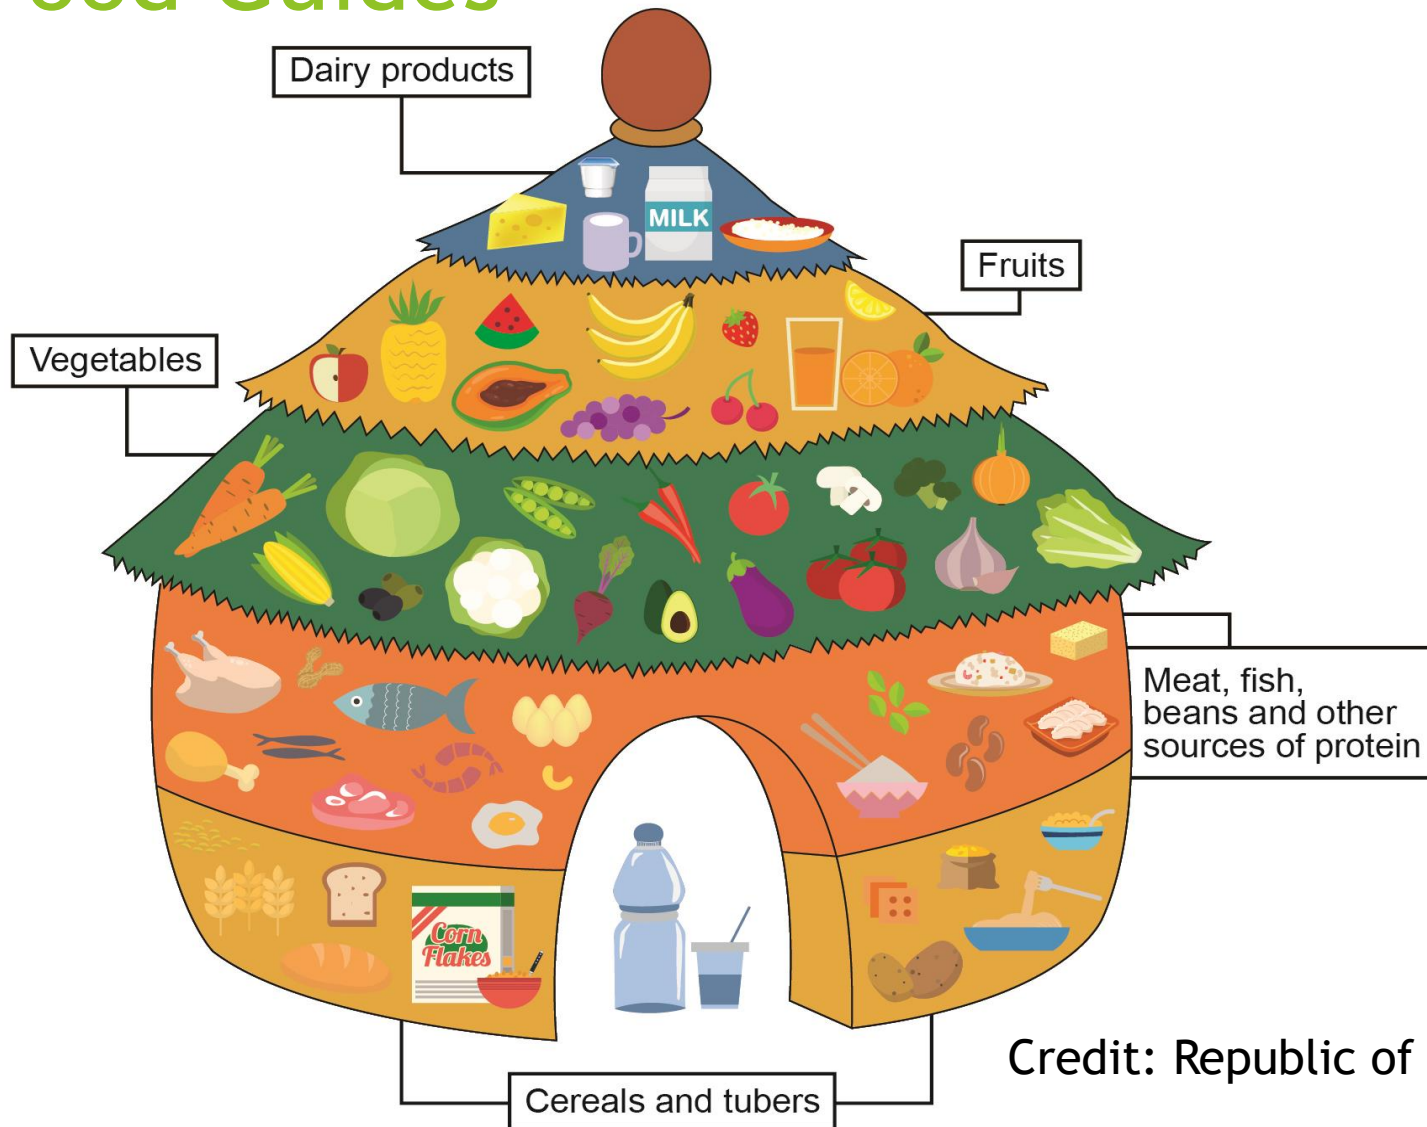 ood Guides
Dairy products
MILK
Fruits
Vegetables
Meat, fish,
beans and other
sources of protein
Corn
Flakes
Credit: Republic of
Cereals and tubers